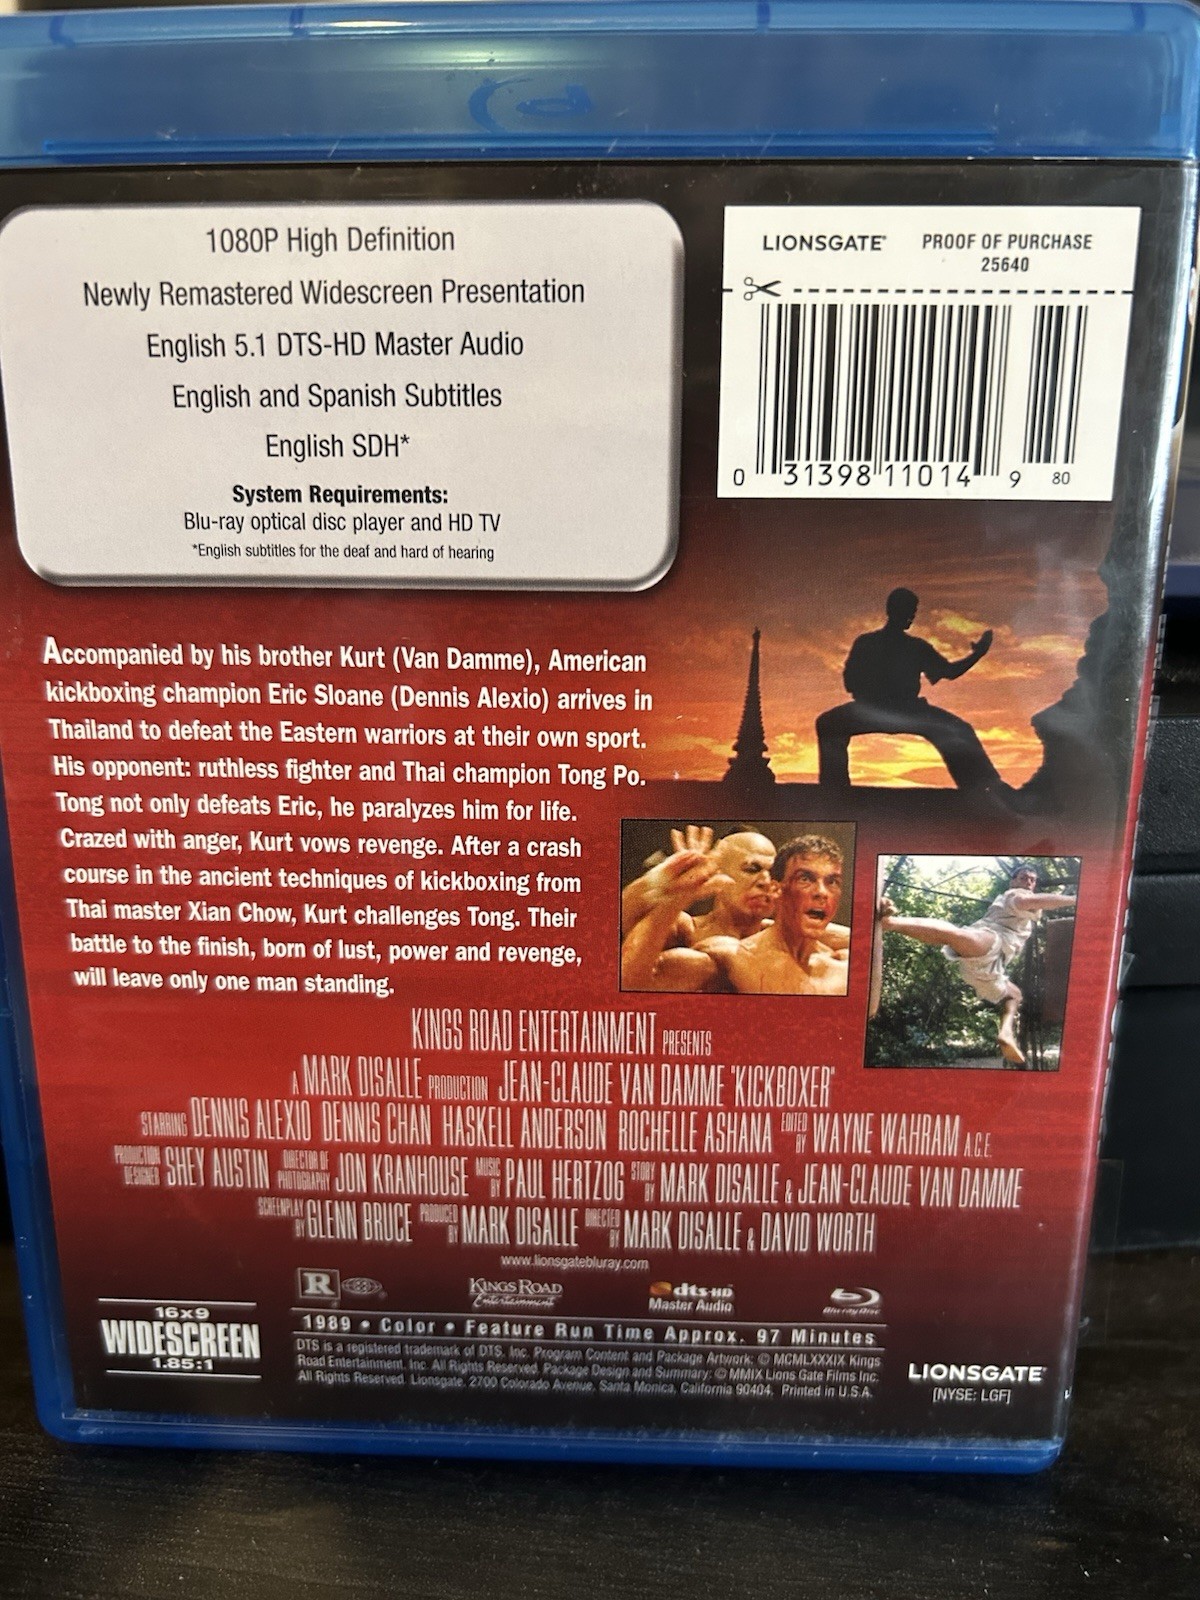 1080P High Definition
Newly Remastered Widescreen Presentation
English 5.1 DTS-HD Master Audio
English and Spanish Subtitles
English SDH*
System Requirements:
Blu-ray optical disc player and HD TV
*English subtitles for the deaf and hard of hearing
LIONSGATE® PROOF OF PURCHASE
25640
0 31398 11014 9 80
Accompanied by his brother Kurt (Van Damme), American
kickboxing champion Eric Sloane (Dennis Alexio) arrives in
Thailand to defeat the Eastern warriors at their own sport.
His opponent: ruthless fighter and Thai champion Tong Po.
Tong not only defeats Eric, he paralyzes him for life.
Crazed with anger, Kurt vows revenge. After a crash
course in the ancient techniques of kickboxing from
Thai master Xian Chow, Kurt challenges Tong. Their
battle to the finish, born of lust, power and revenge,
will leave only one man standing.
KINGS ROAD ENTERTAINMENT PRESENTS
A MARK DISALLE PRODUCTION JEAN-CLAUDE VAN DAMME "KICKBOXER"
STARRING DENNIS ALEXIO DENNIS CHAN HASKELL ANDERSON ROCHELLE ASHANA EDITED BY WAYNE WAHRAM A.C.E.
PRODUCTION DESIGNER SHEY AUSTIN DIRECTOR OF PHOTOGRAPHY JON KRANHOUSE MUSIC BY PAUL HERTZOG STORY BY MARK DISALLE & JEAN-CLAUDE VAN DAMME
SCREENPLAY BY GLENN BRUCE PRODUCED BY MARK DISALLE DIRECTED BY MARK DISALLE & DAVID WORTH
www.lionsgatebluray.com
R KINGS ROAD Entertainment dts-HD Master Audio Blu-ray Disc
16x9
WIDESCREEN
1.85:1
1989 • Color • Feature Run Time Approx. 97 Minutes
DTS is a registered trademark of DTS, Inc. Program Content and Package Artwork: © MCMLXXXIX Kings
Road Entertainment, Inc. All Rights Reserved. Package Design and Summary: © MMIX Lions Gate Films Inc.
All Rights Reserved. Lionsgate, 2700 Colorado Avenue, Santa Monica, California 90404. Printed in U.S.A.
LIONSGATE®
[NYSE: LGF]